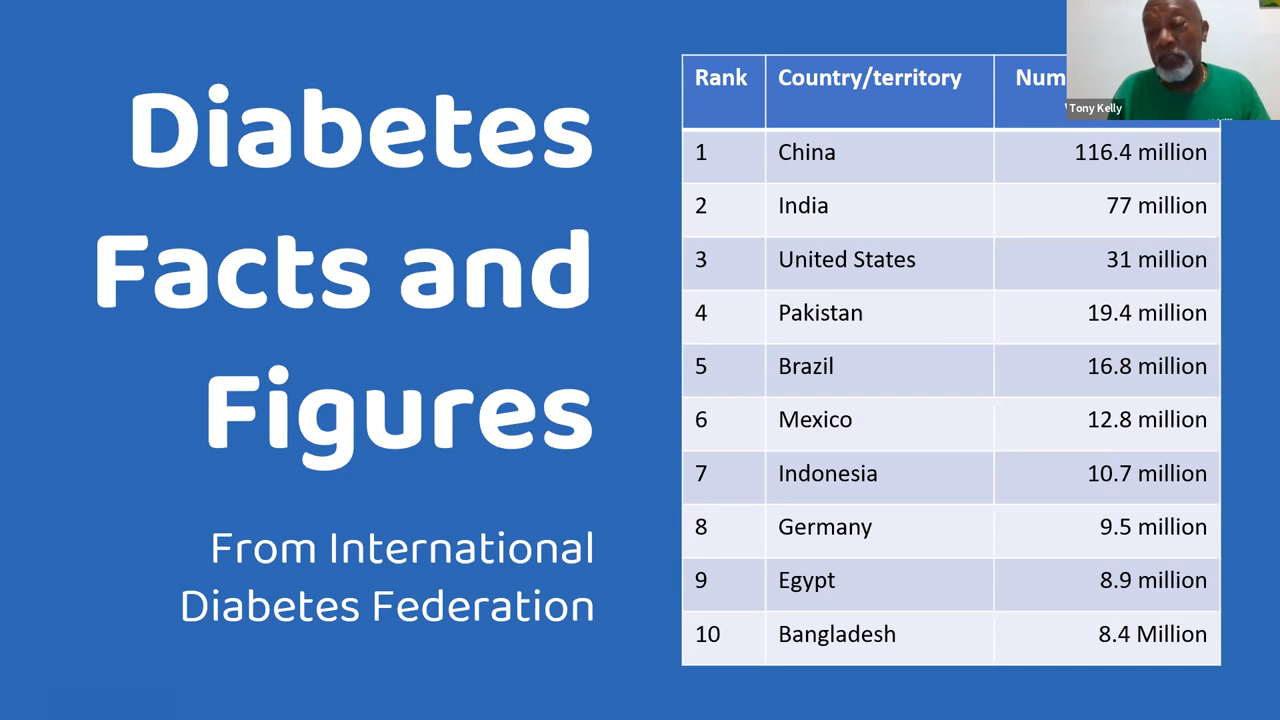 Diabetes
Facts and
Figures
From International
Diabetes Federation
Rank Country/territory
Tony Kelly
1 China 116.4 million
2 India 77 million
3 United States 31 million
4 Pakistan 19.4 million
5 Brazil 16.8 million
6 Mexico 12.8 million
7 Indonesia 10.7 million
8 Germany 9.5 million
9 Egypt 8.9 million
10 Bangladesh 8.4 Million